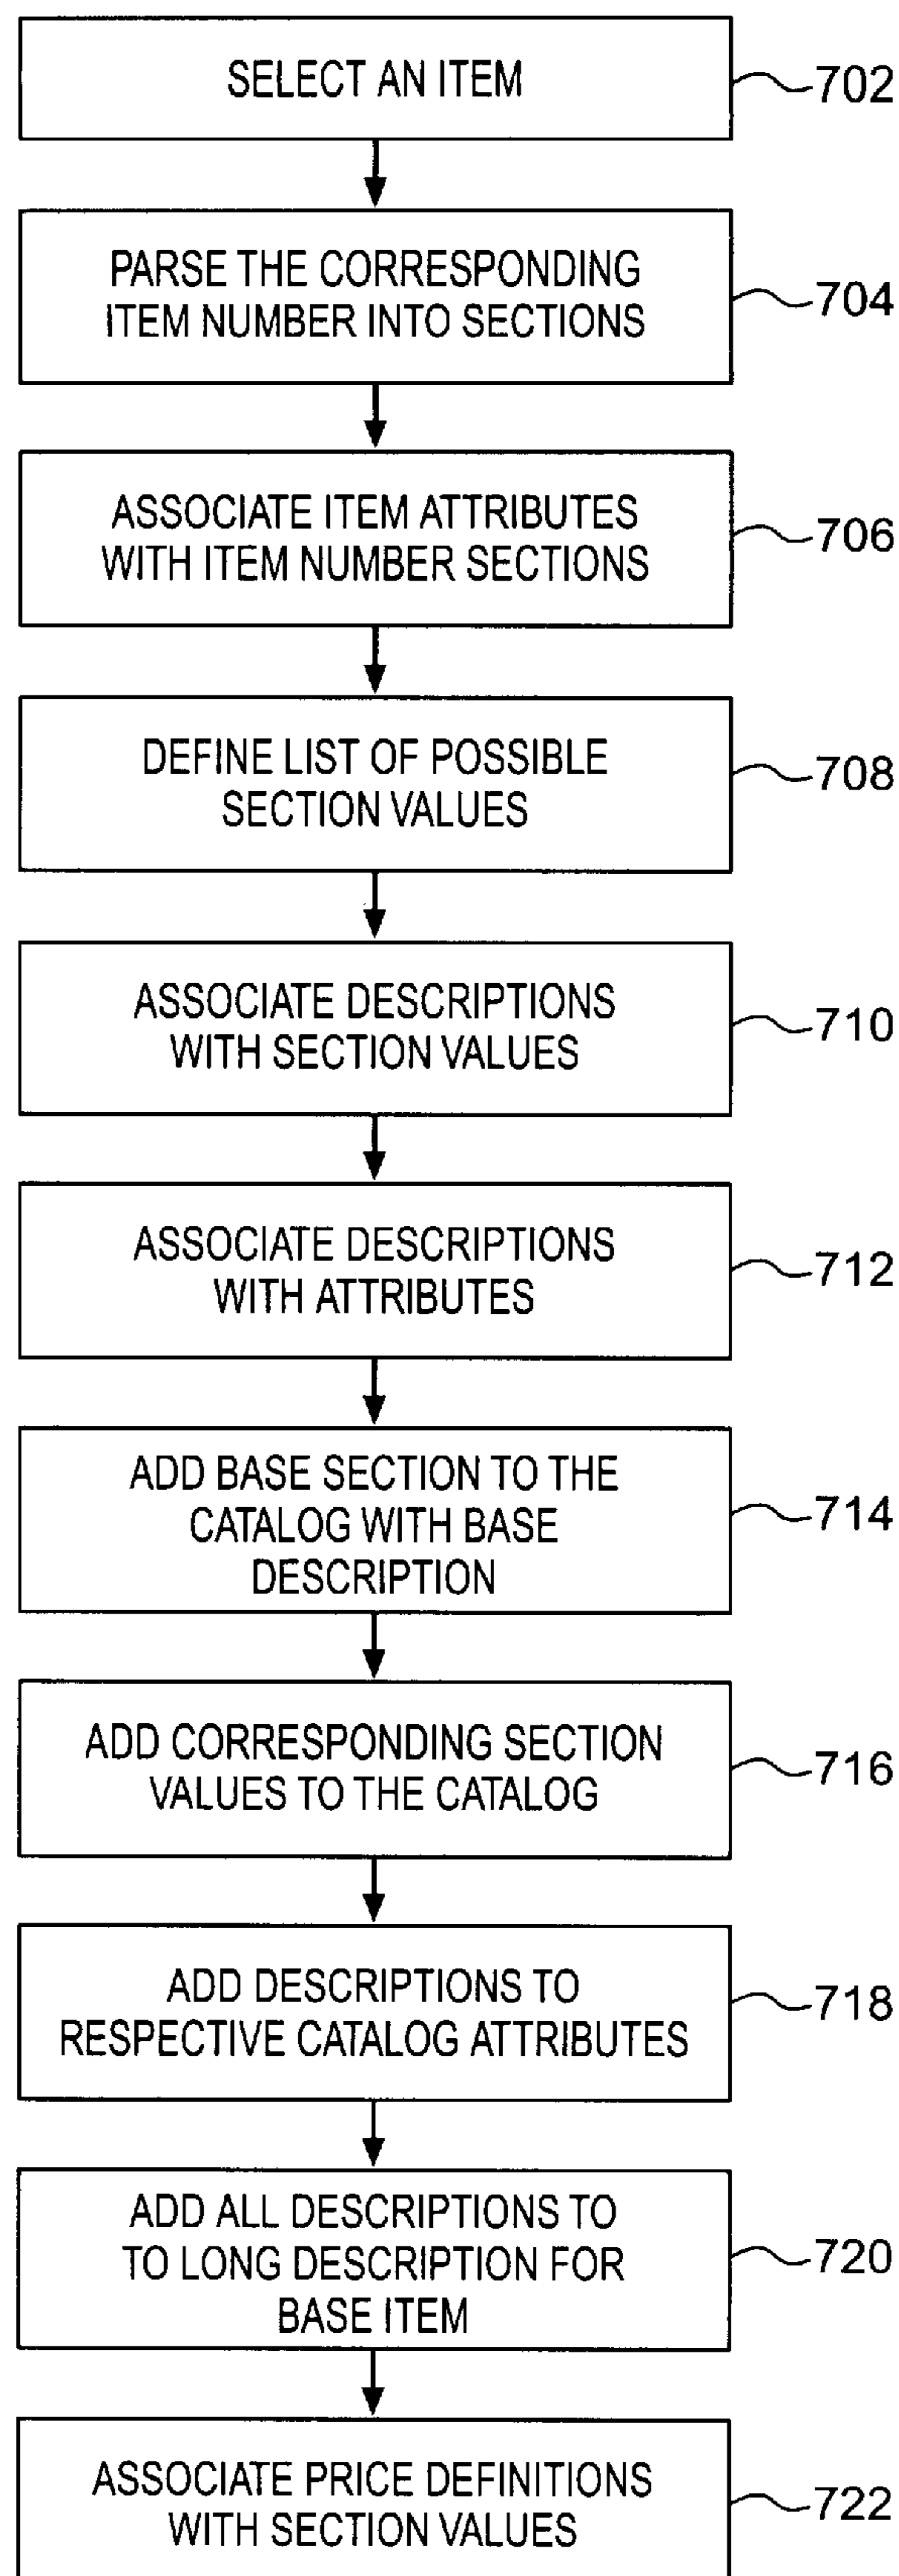 SELECT AN ITEM
702
PARSE THE CORRESPONDING
ITEM NUMBER INTO SECTIONS
704
ASSOCIATE ITEM ATTRIBUTES
WITH ITEM NUMBER SECTIONS
706
DEFINE LIST OF POSSIBLE
SECTION VALUES
708
ASSOCIATE DESCRIPTIONS
WITH SECTION VALUES
710
ASSOCIATE DESCRIPTIONS
WITH ATTRIBUTES
712
ADD BASE SECTION TO THE
CATALOG WITH BASE
DESCRIPTION
714
ADD CORRESPONDING SECTION
VALUES TO THE CATALOG
716
ADD DESCRIPTIONS TO
RESPECTIVE CATALOG ATTRIBUTES
718
ADD ALL DESCRIPTIONS TO
TO LONG DESCRIPTION FOR
BASE ITEM
720
ASSOCIATE PRICE DEFINITIONS
WITH SECTION VALUES
722